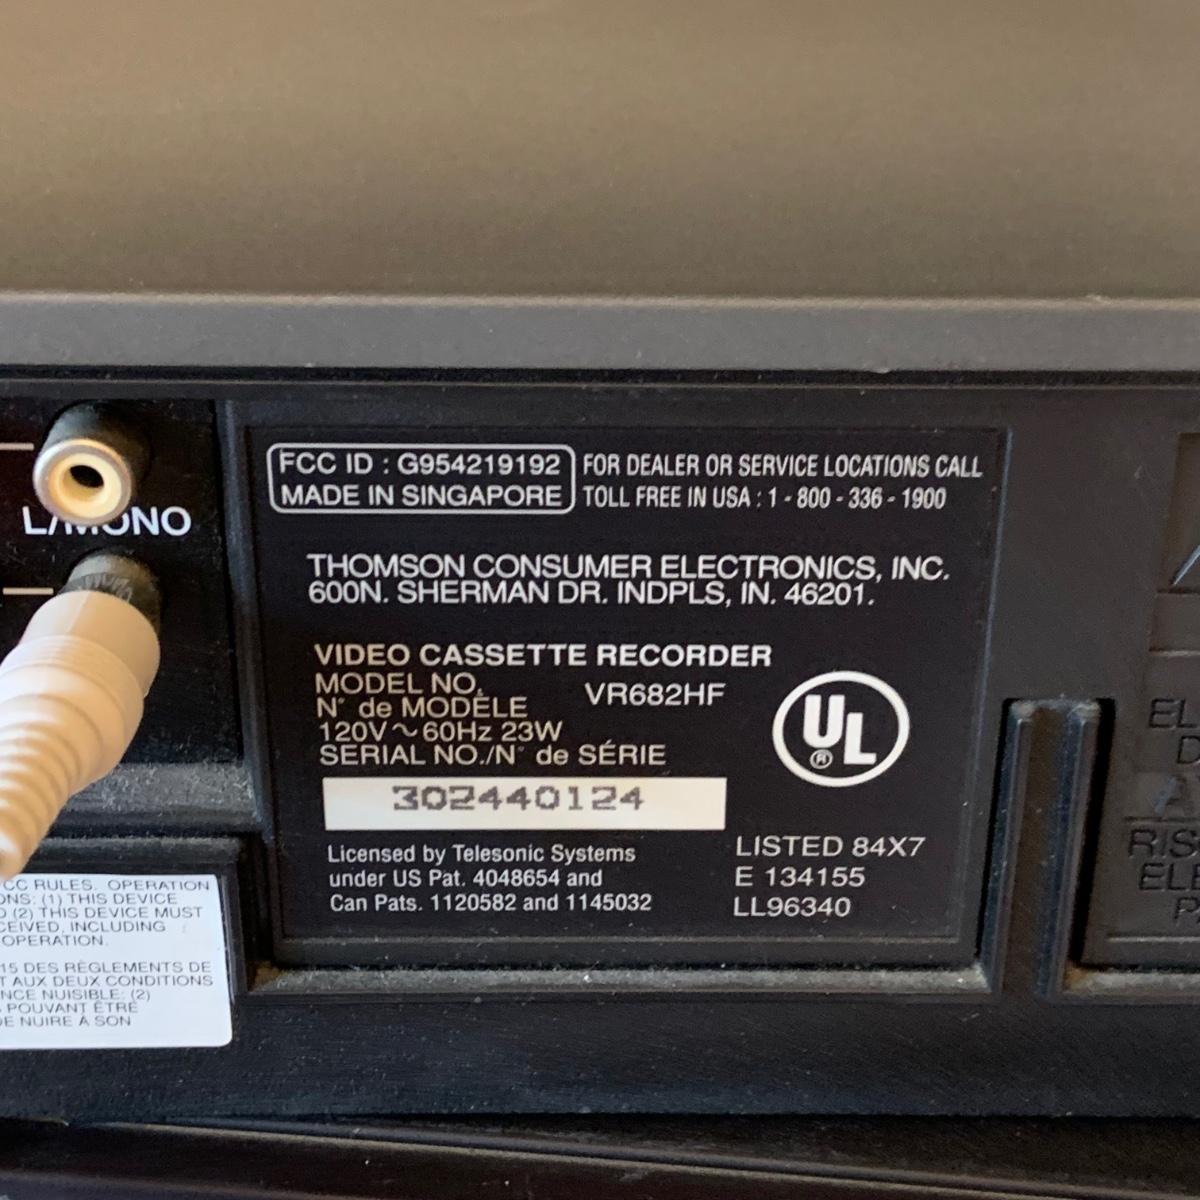 FCC ID : G954219192
MADE IN SINGAPORE
FOR DEALER OR SERVICE LOCATIONS CALL
TOLL FREE IN USA : 1 - 800 - 336 - 1900
L/MONO
THOMSON CONSUMER ELECTRONICS, INC.
600N. SHERMAN DR. INDPLS, IN. 46201.
VIDEO CASSETTE RECORDER
MODEL NO.
N° de MODÈLE
VR682HF
120V ~ 60Hz 23W
SERIAL NO./N° de SÉRIE
302440124
UL
®
Licensed by Telesonic Systems
under US Pat. 4048654 and
Can Pats. 1120582 and 1145032
LISTED 84X7
E 134155
LL96340
CC RULES. OPERATION
ONS: (1) THIS DEVICE
(2) THIS DEVICE MUST
CEIVED, INCLUDING
OPERATION.
15 DES RÈGLEMENTS DE
T AUX DEUX CONDITIONS
NCE NUISIBLE: (2)
POUVANT ÊTRE
DE NUIRE À SON
EL
D
RIS
ELE
P